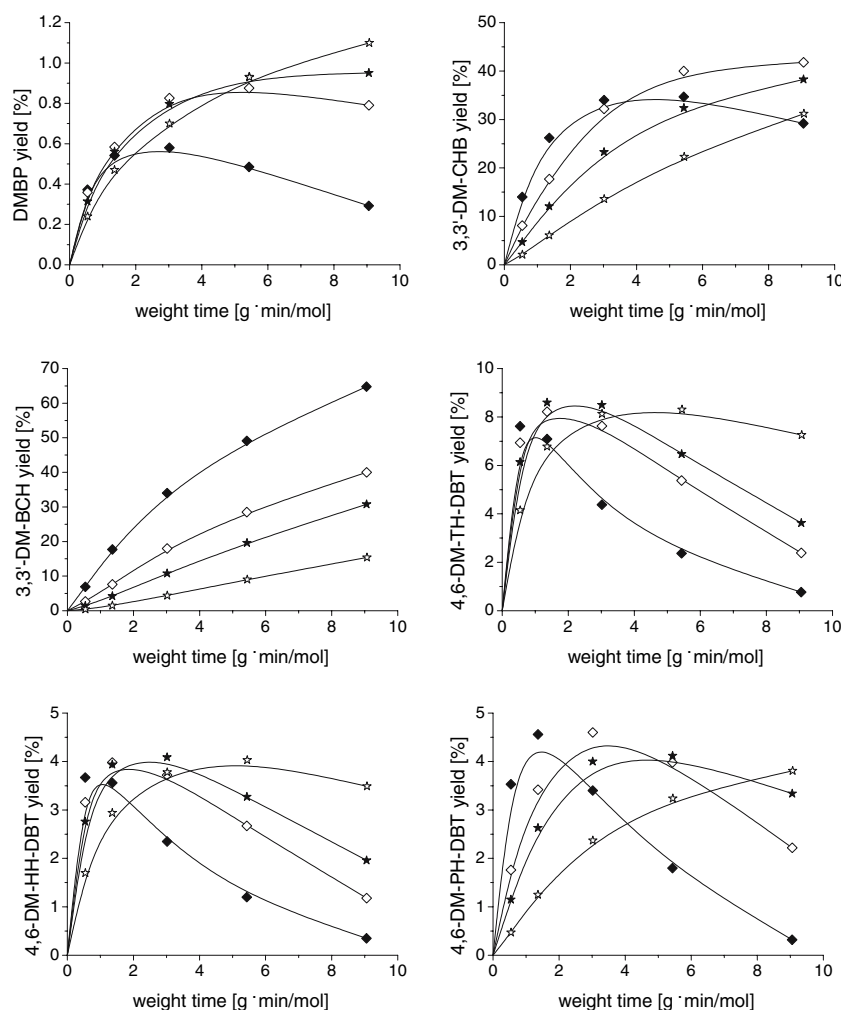 DMBP yield [%]
1.2
1.0
0.8
0.6
0.4
0.2
0.0
0 2 4 6 8 10
weight time [g ·min/mol]
3,3'-DM-CHB yield [%]
50
40
30
20
10
0
0 2 4 6 8 10
weight time [g ·min/mol]
3,3'-DM-BCH yield [%]
70
60
50
40
30
20
10
0
0 2 4 6 8 10
weight time [g ·min/mol]
4,6-DM-TH-DBT yield [%]
10
8
6
4
2
0
0 2 4 6 8 10
weight time [g ·min/mol]
4,6-DM-HH-DBT yield [%]
5
4
3
2
1
0
0 2 4 6 8 10
weight time [g ·min/mol]
4,6-DM-PH-DBT yield [%]
5
4
3
2
1
0
0 2 4 6 8 10
weight time [g ·min/mol]